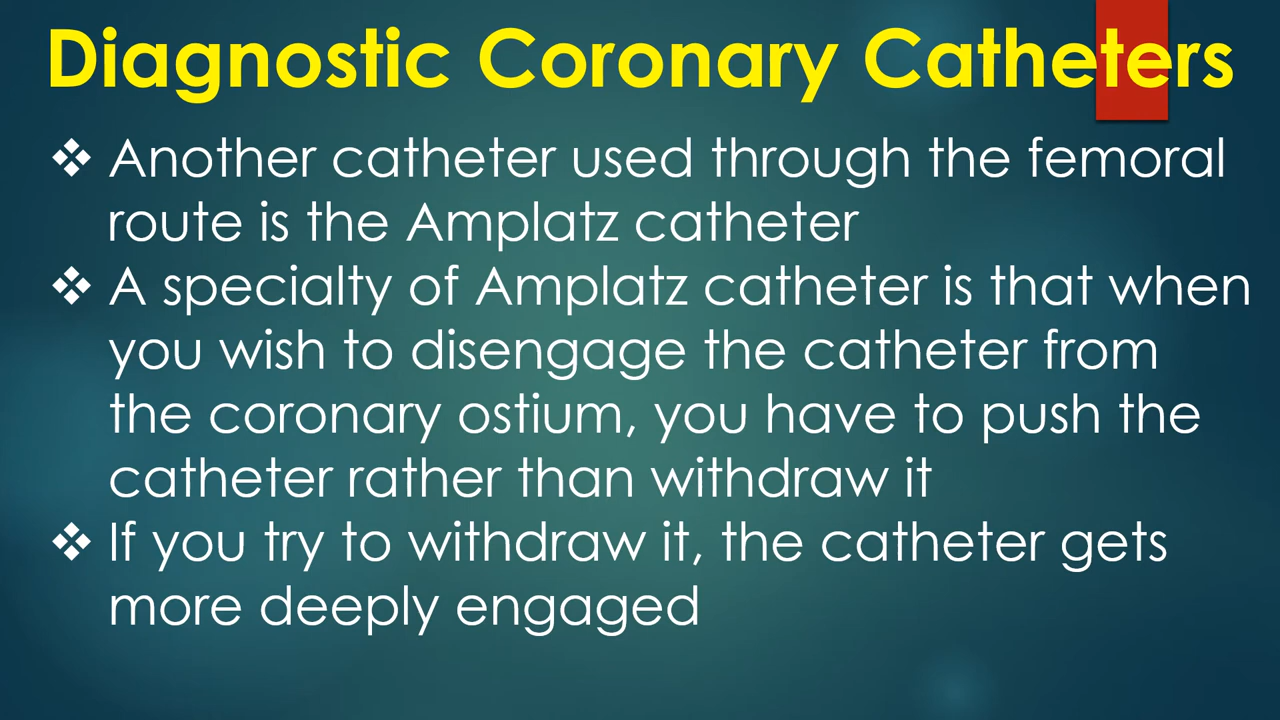 Diagnostic Coronary Catheters
❖ Another catheter used through the femoral
route is the Amplatz catheter
❖ A specialty of Amplatz catheter is that when
you wish to disengage the catheter from
the coronary ostium, you have to push the
catheter rather than withdraw it
❖ If you try to withdraw it, the catheter gets
more deeply engaged